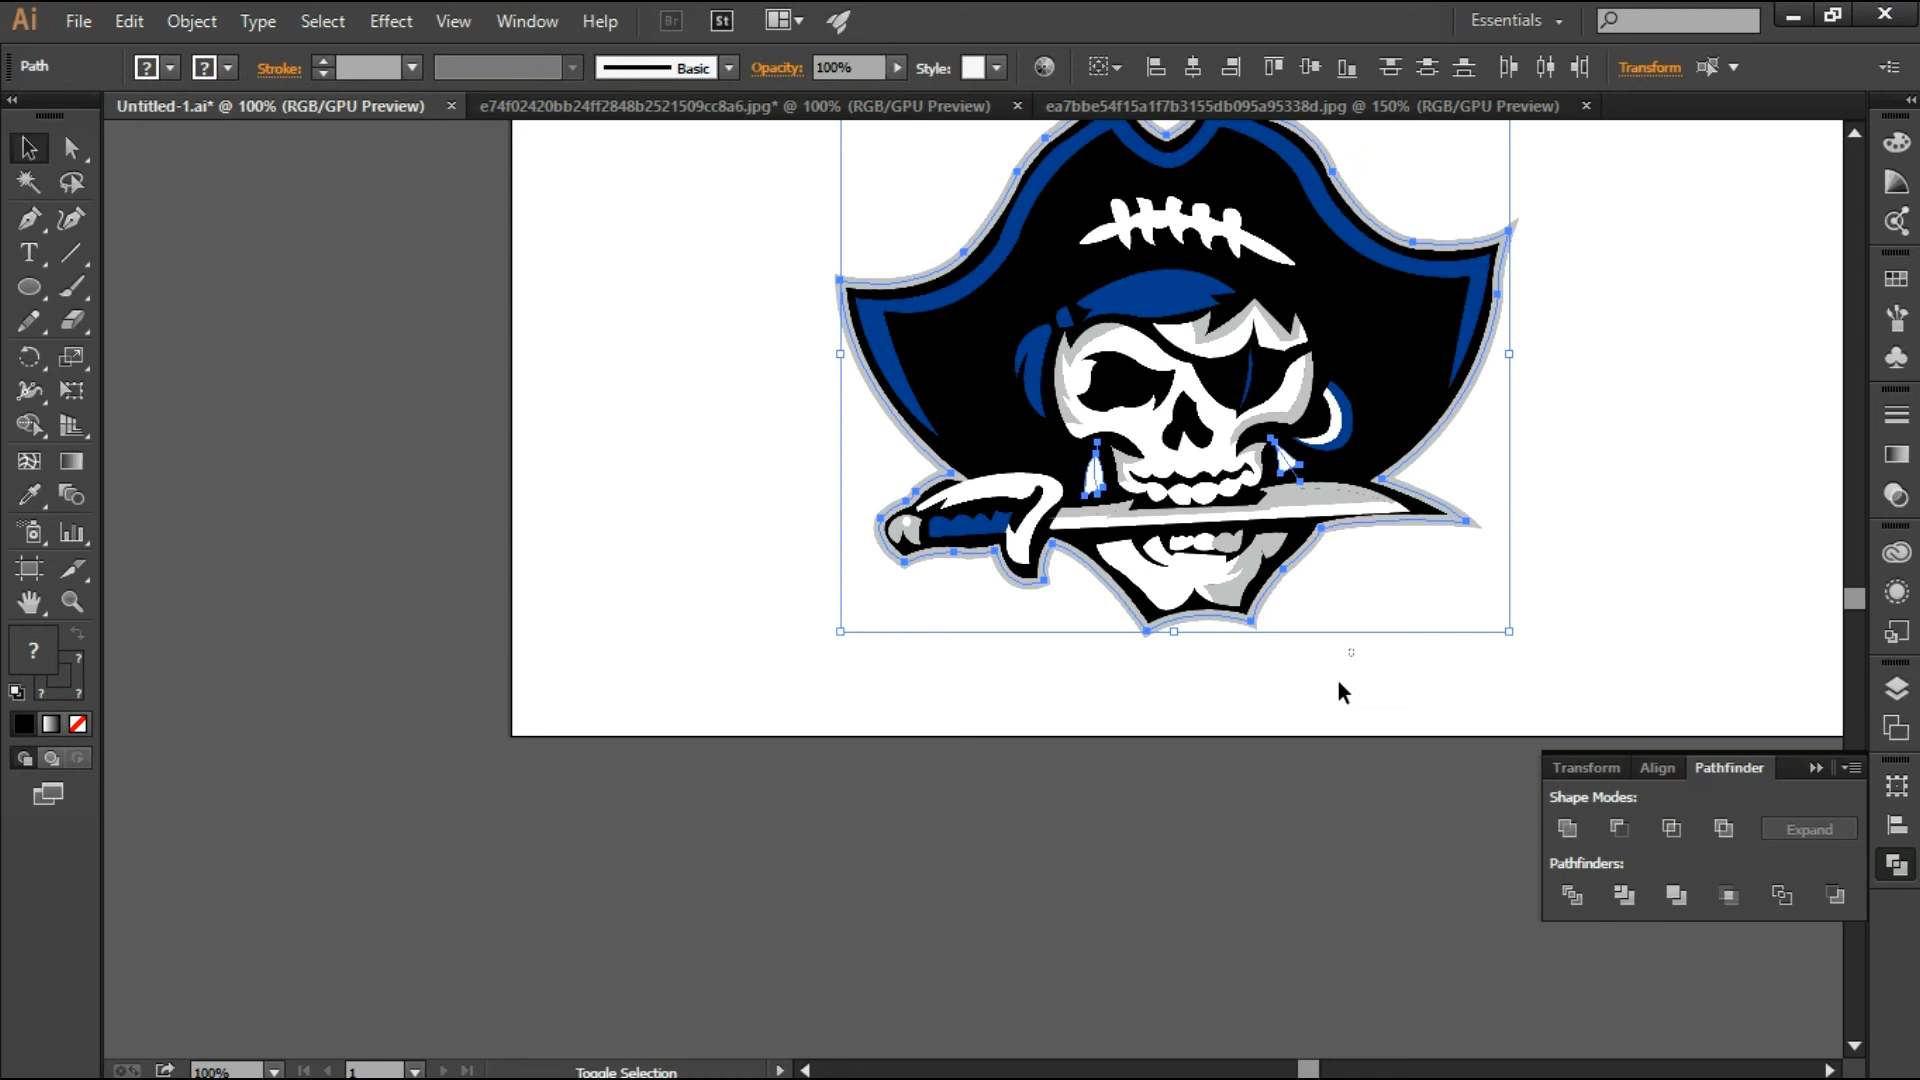 Ai File Edit Object Type Select Effect View Window Help Br St Essentials
Path ? ? Stroke: Basic Opacity: 100% Style: Transform
Untitled-1.ai* @ 100% (RGB/GPU Preview) × e74f02420bb24ff2848b2521509cc8a6.jpg* @ 100% (RGB/GPU Preview) × ea7bbe54f15a1f7b3155db095a95338d.jpg @ 150% (RGB/GPU Preview) ×
T
?
?
? ?
Transform Align Pathfinder
Shape Modes:
Expand
Pathfinders:
100% 1 Toggle Selection